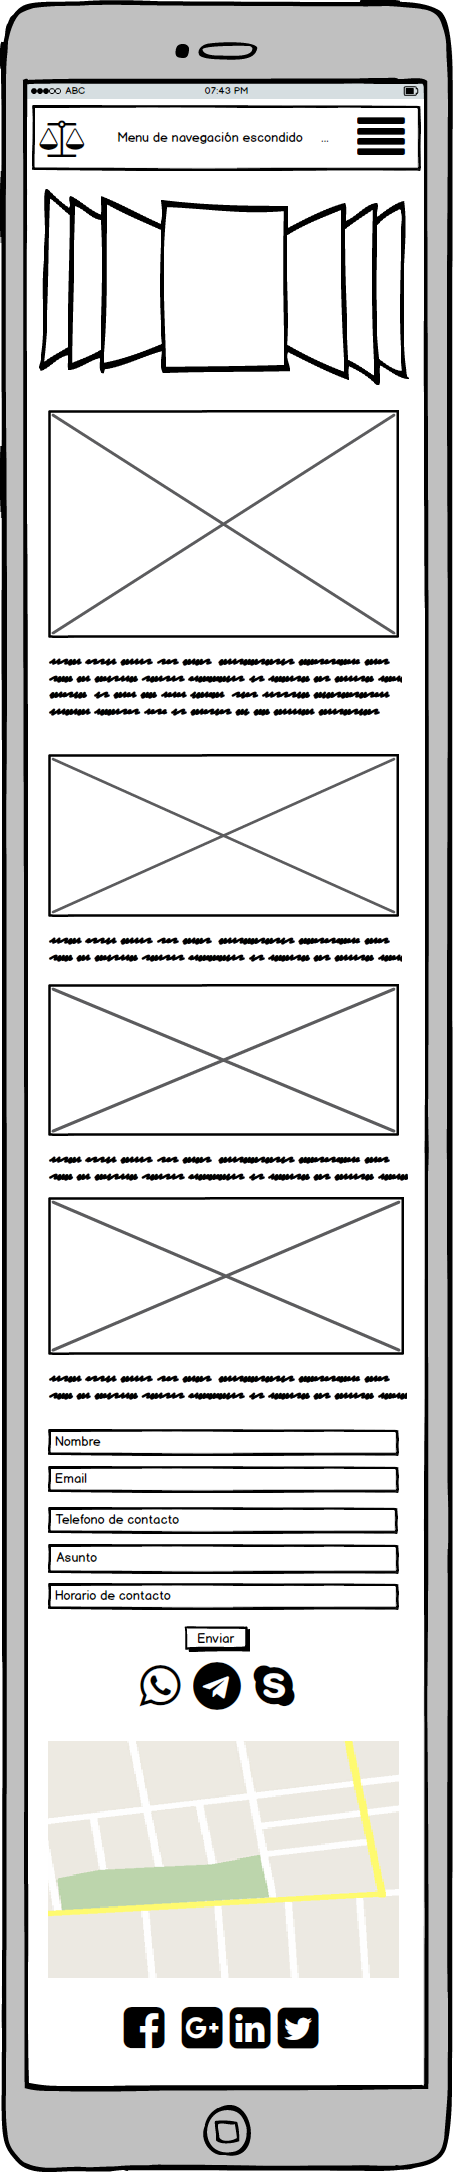 ABC
07:43 PM
Menu de navegación escondido ...
Nombre
Email
Telefono de contacto
Asunto
Horario de contacto
Enviar